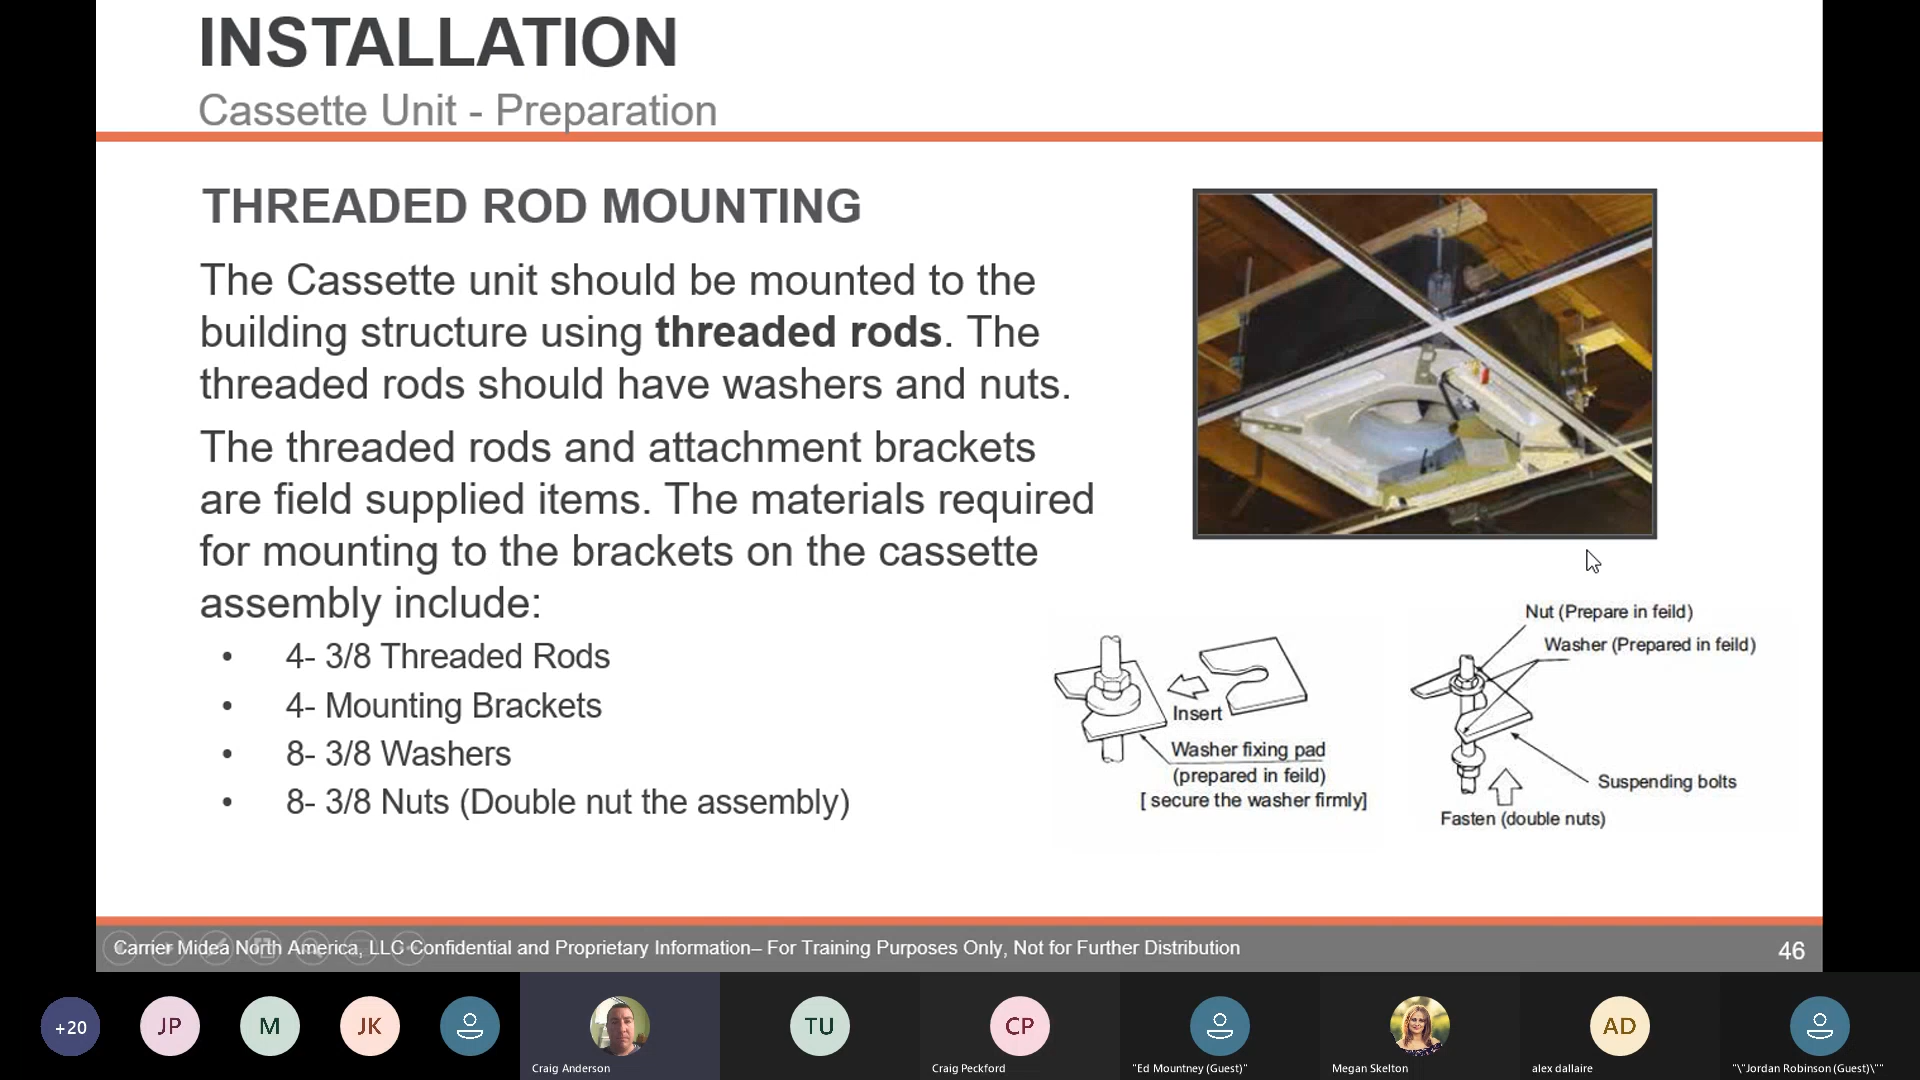 INSTALLATION
Cassette Unit - Preparation
THREADED ROD MOUNTING
The Cassette unit should be mounted to the
building structure using threaded rods. The
threaded rods should have washers and nuts.
The threaded rods and attachment brackets
are field supplied items. The materials required
for mounting to the brackets on the cassette
assembly include:
• 4- 3/8 Threaded Rods
• 4- Mounting Brackets
• 8- 3/8 Washers
• 8- 3/8 Nuts (Double nut the assembly)
Insert
Washer fixing pad
(prepared in feild)
[ secure the washer firmly]
Nut (Prepare in feild)
Washer (Prepared in feild)
Suspending bolts
Fasten (double nuts)
Carrier Midea North America, LLC Confidential and Proprietary Information– For Training Purposes Only, Not for Further Distribution
46
+20
JP
M
JK
Craig Anderson
TU
CP
Craig Peckford
"Ed Mountney (Guest)"
Megan Skelton
AD
alex dallaire
"\"Jordan Robinson (Guest)\""